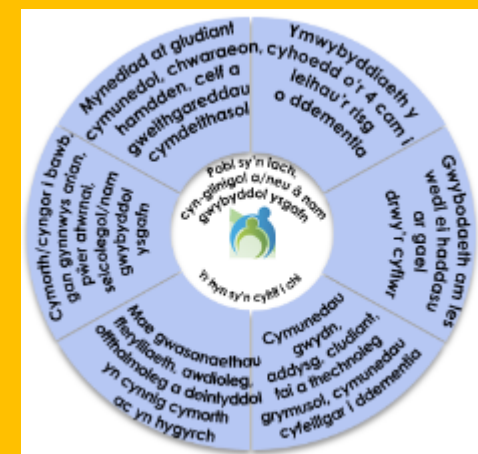 Ymwybyddiaeth y
cyhoedd o'r 4 cam i
leihau'r risg
o ddementia
Gwybodaeth am les
wedi ei haddasu
ar gael
drwy'r cyflwr
Cymunedau
gwydn,
addysg, cludiant,
tai a thechnoleg
grymusol, cymunedau
cyfeillgar i ddementia
Mae gwasanaethau
fferylliaeth, awdioleg,
offthalmoleg a deintyddol
yn cynnig cymorth
ac yn hygyrch
Cymorth/cyngor i bawb,
gan gynnwys arian,
pŵer atwrnai,
seicolegol/nam
gwybyddol
ysgafn
Mynediad at gludiant
cymunedol, chwaraeon,
hamdden, celf a
gweithgareddau
cymdeithasol
Pobl sy'n iach,
cyn-glinigol a/neu â nam
gwybyddol ysgafn
hyn sy'n cyfrif i chi